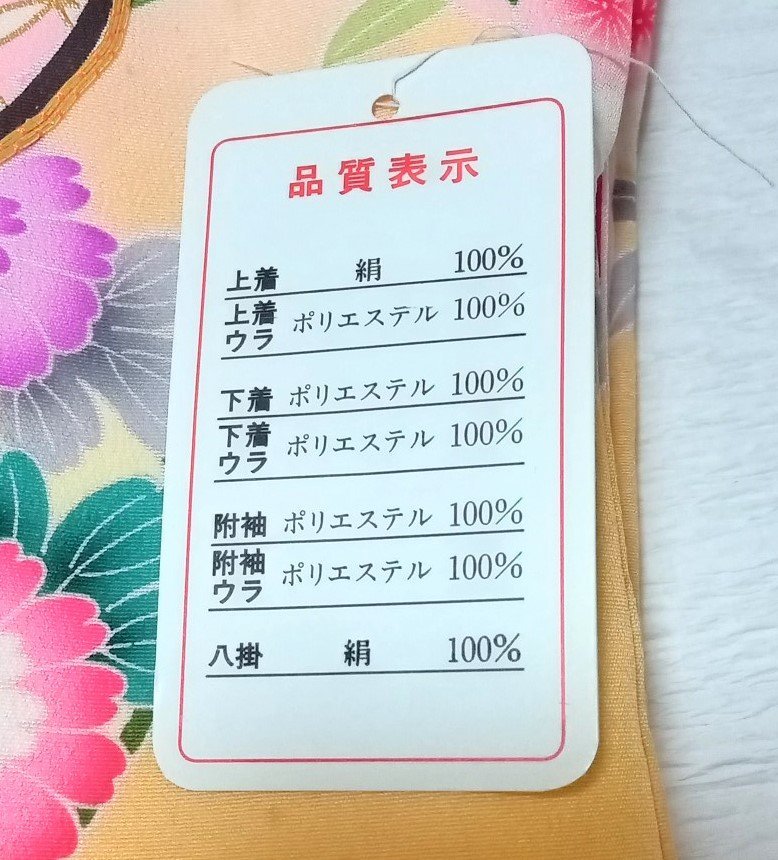 品質表示
上着 絹 100%
上着ウラ ポリエステル 100%
下着 ポリエステル 100%
下着ウラ ポリエステル 100%
附袖 ポリエステル 100%
附袖ウラ ポリエステル 100%
八掛 絹 100%